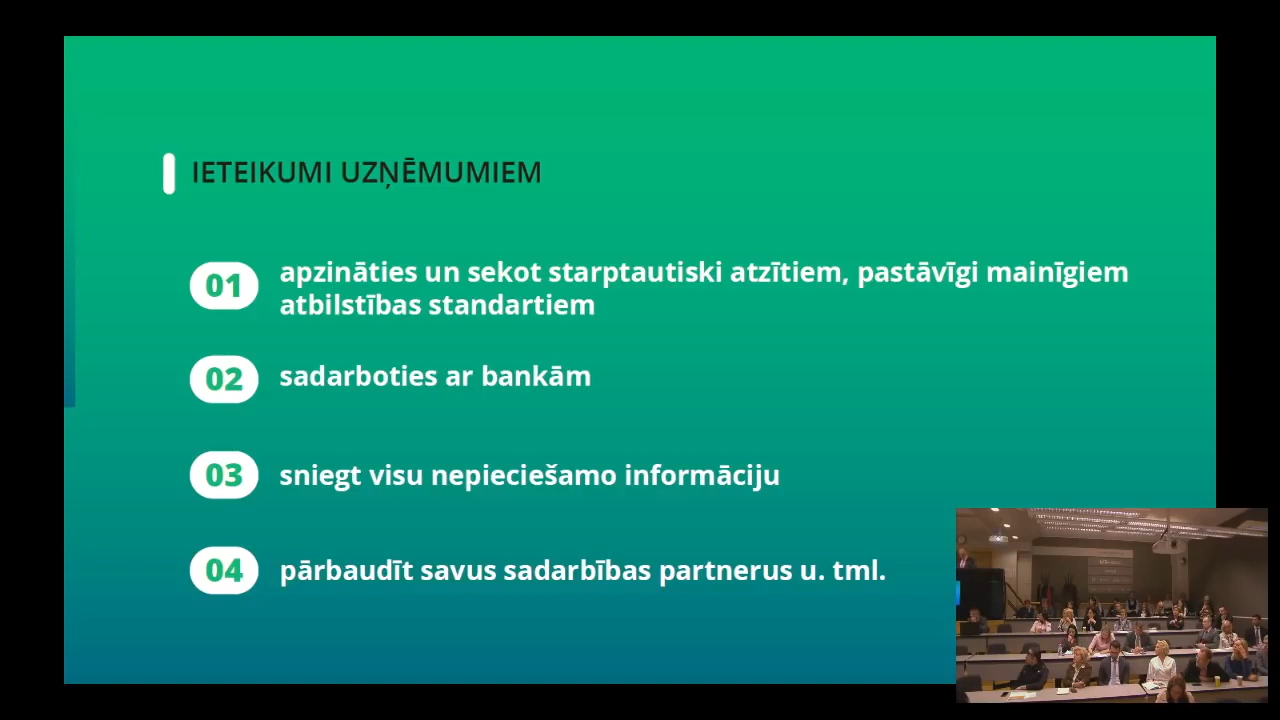 IETEIKUMI UZŅĒMUMIEM
01 apzināties un sekot starptautiski atzītiem, pastāvīgi mainīgiem
atbilstības standartiem
02 sadarboties ar bankām
03 sniegt visu nepieciešamo informāciju
04 pārbaudīt savus sadarbības partnerus u. tml.